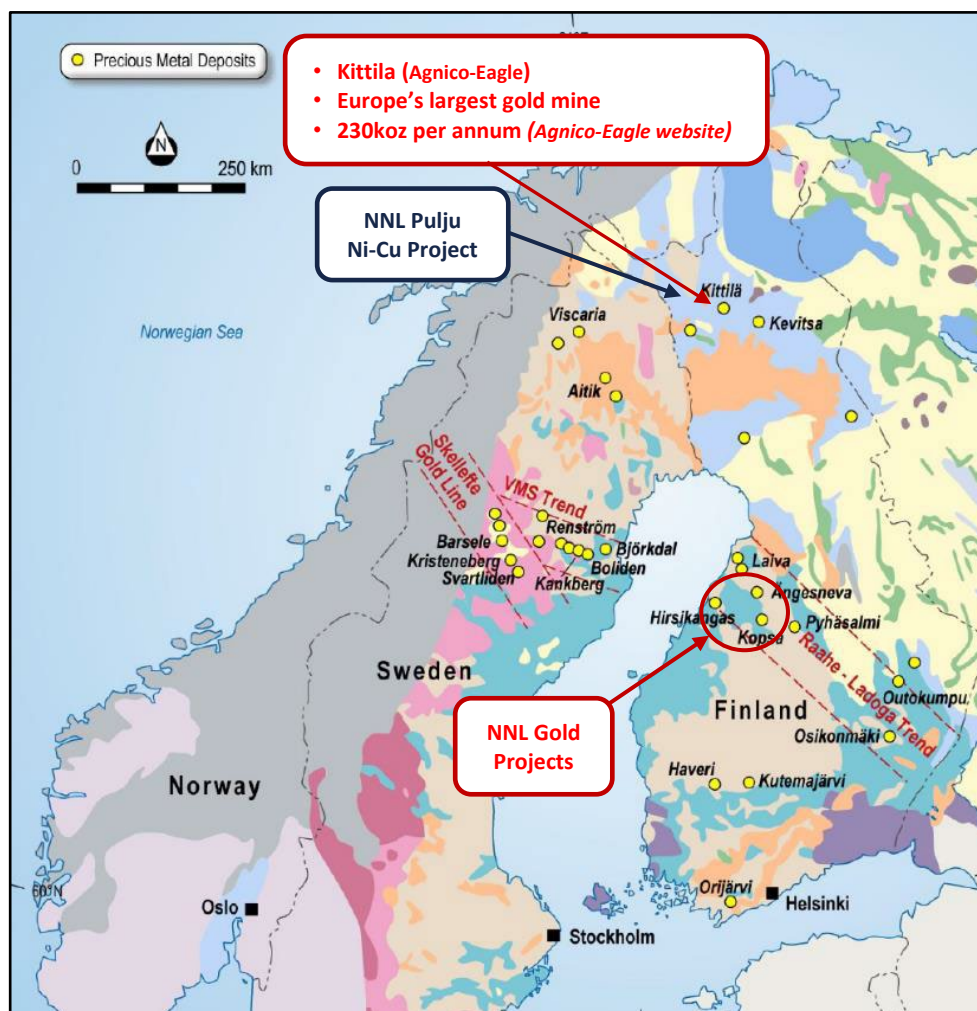 Precious Metal Deposits
N
0 250 km
• Kittila (Agnico-Eagle)
• Europe’s largest gold mine
• 230koz per annum (Agnico-Eagle website)
NNL Pulju
Ni-Cu Project
Norwegian Sea
Kittilä
Kevitsa
Viscaria
Aitik
Skellefte
Gold Line
VMS Trend
Renström
Barsele
Björkdal
Kristeneberg
Boliden
Svartliden
Kankberg
Laiva
Angesneva
Hirsikangas
Pyhäsalmi
Kopsa
Raahe - Ladoga Trend
Sweden
Outokumpu.
Finland
Osikonmäki
NNL Gold
Projects
Norway
Haveri
Kutemajärvi
60°N
Orijärvi
Oslo
Helsinki
Stockholm